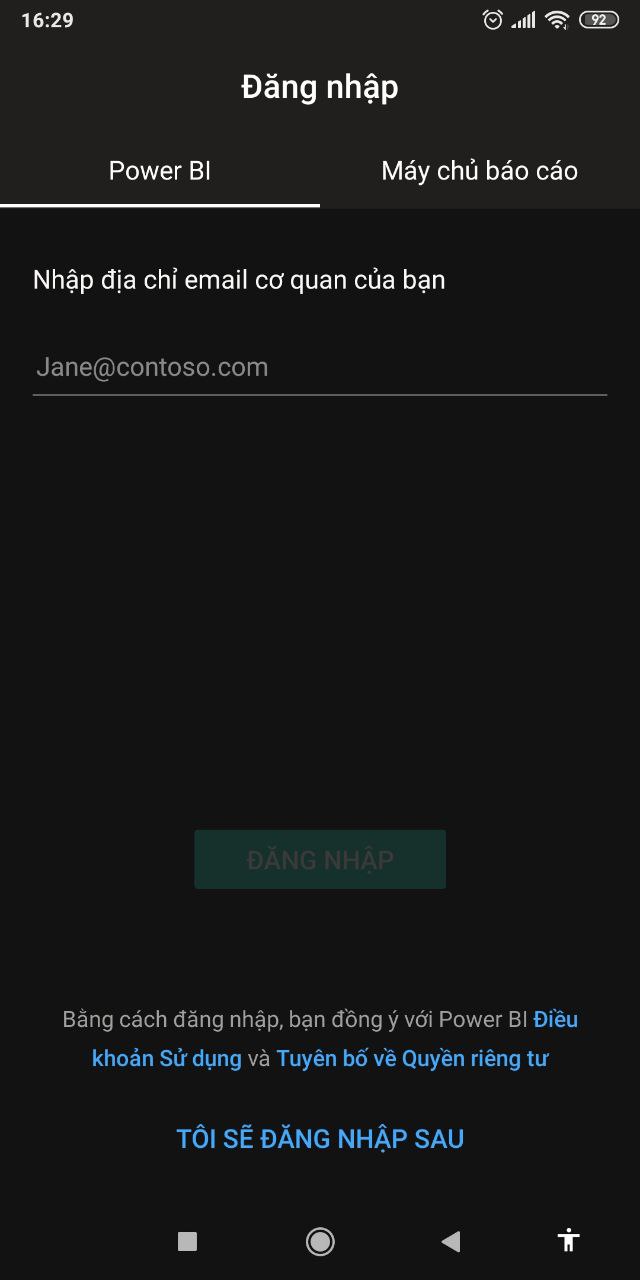 16:29
92
Đăng nhập
Power BI
Máy chủ báo cáo
Nhập địa chỉ email cơ quan của bạn
Jane@contoso.com
ĐĂNG NHẬP
Bằng cách đăng nhập, bạn đồng ý với Power BI Điều
khoản Sử dụng và Tuyên bố về Quyền riêng tư
TÔI SẼ ĐĂNG NHẬP SAU